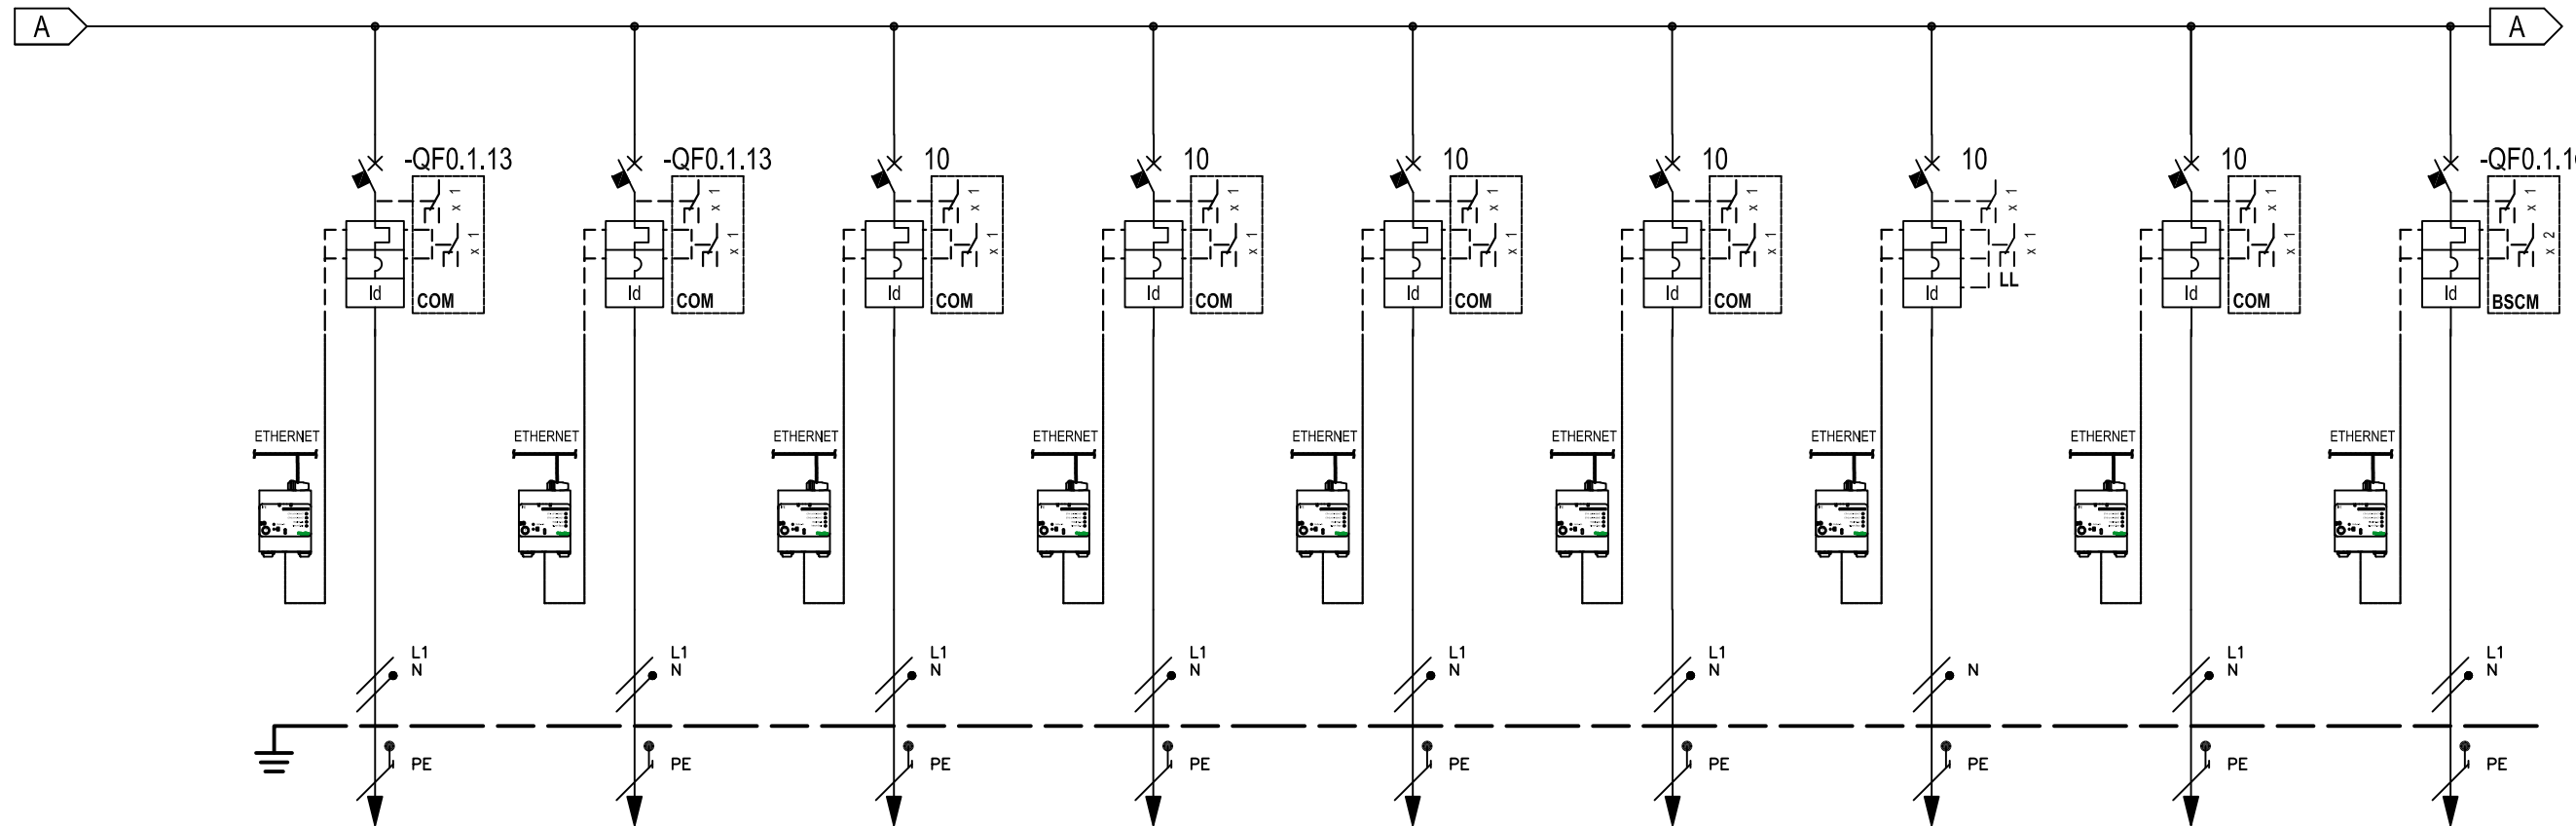 A A
-QF0.1.13 -QF0.1.13 10 10 10 10 10 10 -QF0.1.1
x 1 x 1 x 1 x 1 x 1 x 1 x 1 x 1 x 1
x 1 x 1 x 1 x 1 x 1 x 1 x 1 x 1 x 2
Id COM Id COM Id COM Id COM Id COM Id COM Id LL Id COM Id BSCM
ETHERNET ETHERNET ETHERNET ETHERNET ETHERNET ETHERNET ETHERNET ETHERNET ETHERNET
L1 L1 L1 L1 L1 L1 L1 L1
N N N N N N N N N
PE PE PE PE PE PE PE PE PE